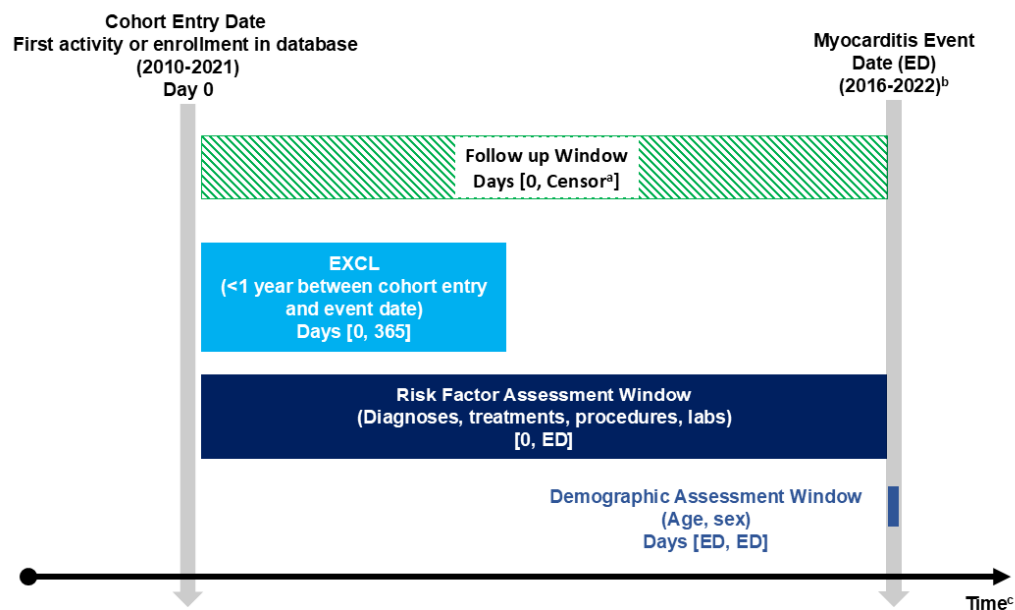 Cohort Entry Date
First activity or enrollment in database
(2010-2021)
Day 0
Myocarditis Event
Date (ED)
(2016-2022)ᵇ
Follow up Window
Days [0, Censorᵃ]
EXCL
(<1 year between cohort entry
and event date)
Days [0, 365]
Risk Factor Assessment Window
(Diagnoses, treatments, procedures, labs)
[0, ED]
Demographic Assessment Window
(Age, sex)
Days [ED, ED]
Timeᶜ